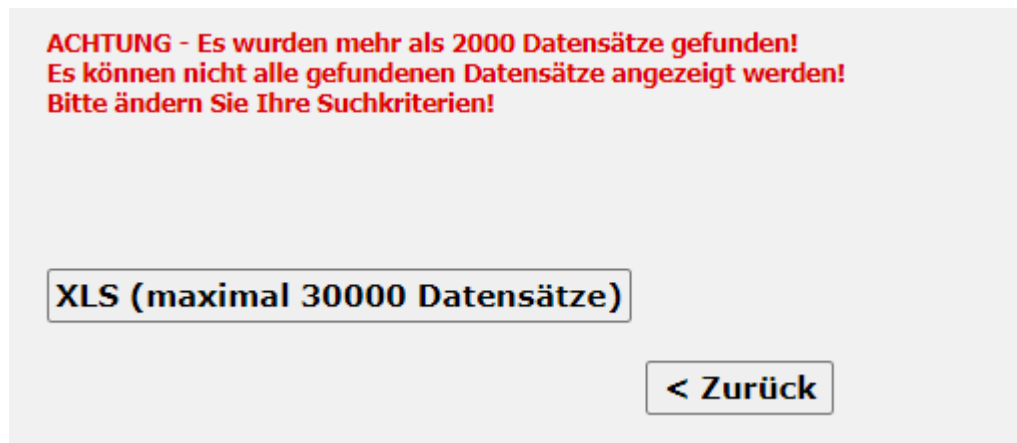 ACHTUNG - Es wurden mehr als 2000 Datensätze gefunden!
Es können nicht alle gefundenen Datensätze angezeigt werden!
Bitte ändern Sie Ihre Suchkriterien!
XLS (maximal 30000 Datensätze)
< Zurück